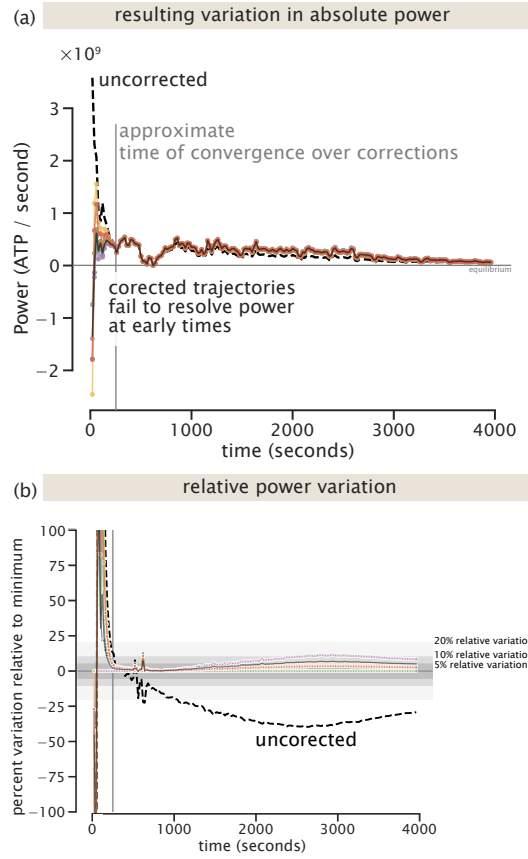 (a) resulting variation in absolute power
×10⁹
uncorrected
3
2
1
0
−1
−2
Power (ATP / second)
approximate
time of convergence over corrections
equilibrium
corected trajectories
fail to resolve power
at early times
0 1000 2000 3000 4000
time (seconds)
(b) relative power variation
percent variation relative to minimum
100
75
50
25
0
−25
−50
−75
−100
20% relative variatio
10% relative variatio
5% relative variation
uncorected
0 1000 2000 3000 4000
time (seconds)